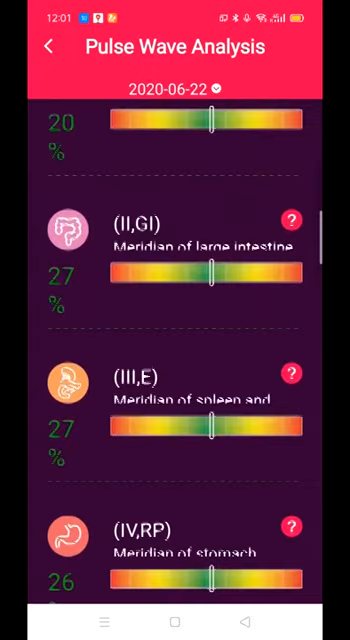 12:01
Pulse Wave Analysis
2020-06-22
20
%
(II,GI)
?
Meridian of large intestine
27
%
(III,E)
?
Meridian of spleen and
27
%
(IV,RP)
?
Meridian of stomach
26